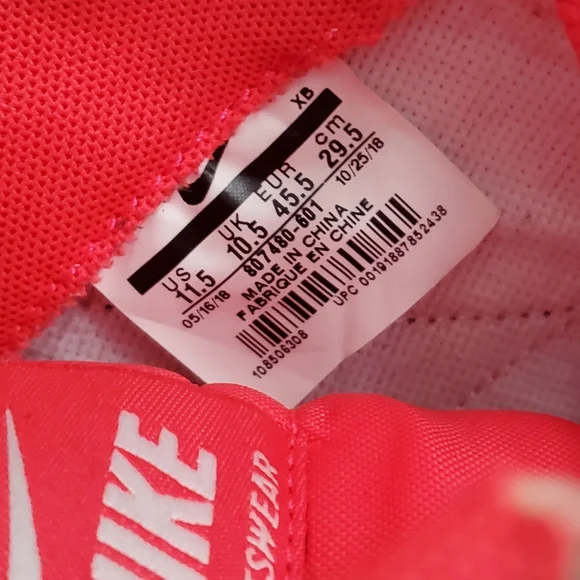 XB
US UK EUR cm
11.5 10.5 45.5 29.5
05/16/18 807480-601 10/25/18
MADE IN CHINA
FABRIQUE EN CHINE
108506308 UPC 00191887852438
NIKE